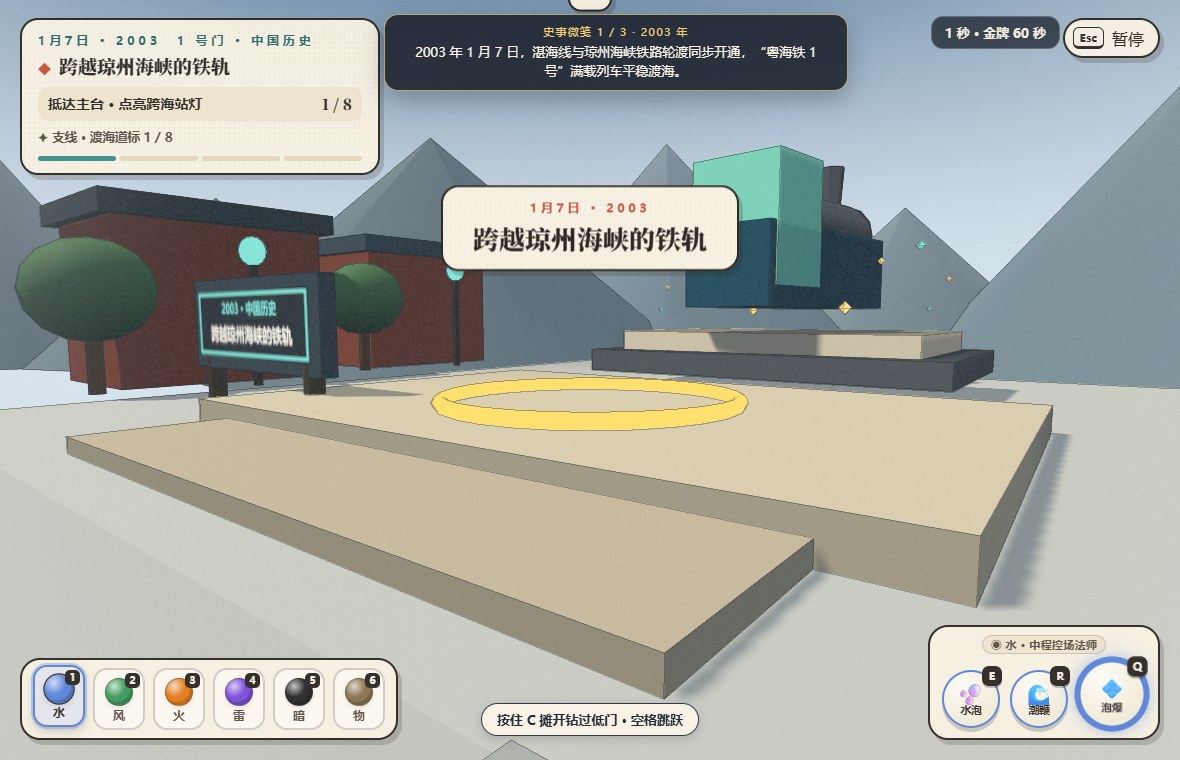 1月7日 • 2003 1 号门 • 中国历史
跨越琼州海峡的铁轨
抵达主台 • 点亮跨海站灯 1 / 8
支线 • 渡海道标 1 / 8
史事微笺 1 / 3 · 2003 年
2003 年 1 月 7 日，湛海线与琼州海峡铁路轮渡同步开通，“粤海铁 1
号”满载列车平稳渡海。
1 秒 • 金牌 60 秒
Esc 暂停
1月7日 • 2003
跨越琼州海峡的铁轨
2003 • 中国历史
跨越琼州海峡的铁轨
1 水
2 风
3 火
4 雷
5 暗
6 物
按住 C 摊开钻过低门 • 空格跳跃
水 • 中程控场法师
E 水泡
R 潮鞭
Q 泡爆